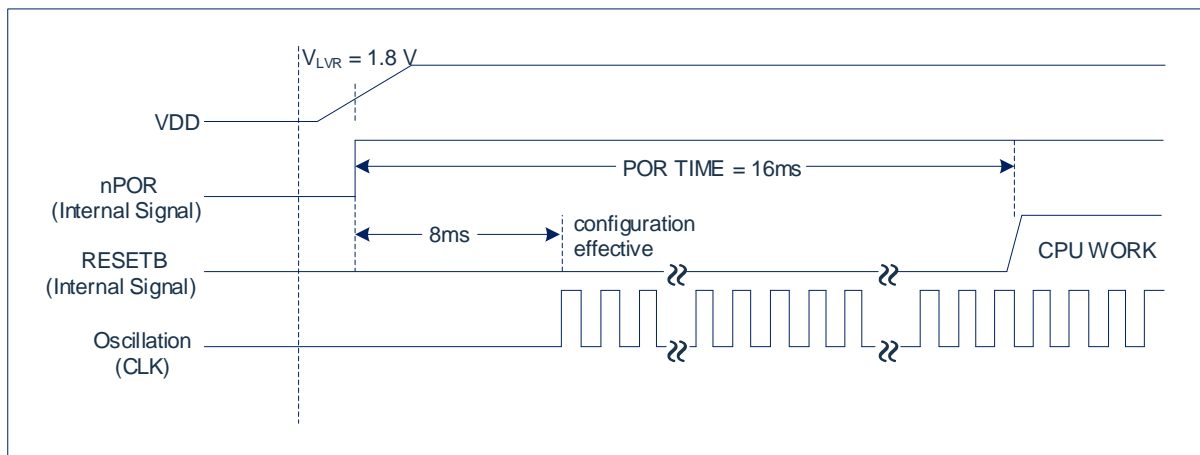 VLVR = 1.8 V
VDD
POR TIME = 16ms
nPOR
(Internal Signal)
configuration
effective
8ms
RESETB
(Internal Signal)
CPU WORK
Oscillation
(CLK)